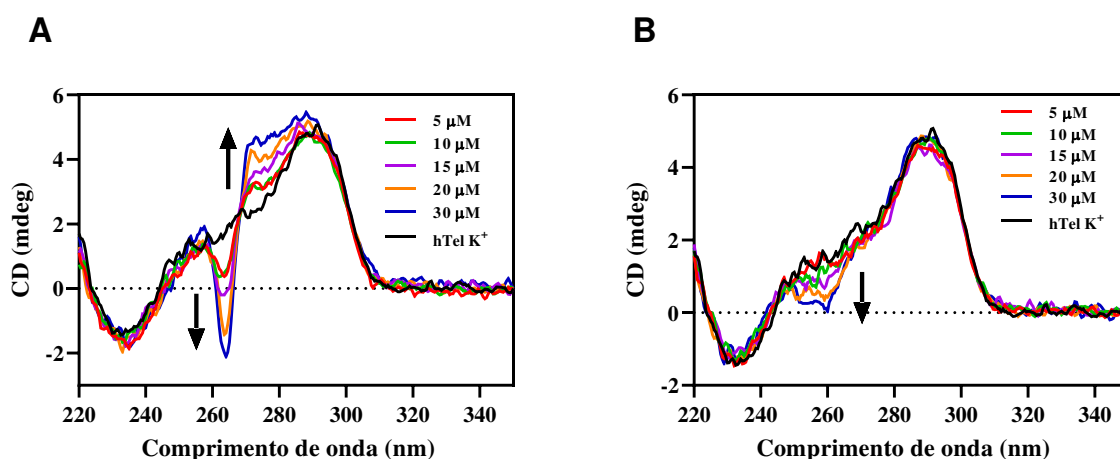 A
6
4
2
0
-2
CD (mdeg)
220 240 260 280 300 320 340
Comprimento de onda (nm)
5 μM
10 μM
15 μM
20 μM
30 μM
hTel K⁺
B
6
4
2
0
-2
CD (mdeg)
220 240 260 280 300 320 340
Comprimento de onda (nm)
5 μM
10 μM
15 μM
20 μM
30 μM
hTel K⁺